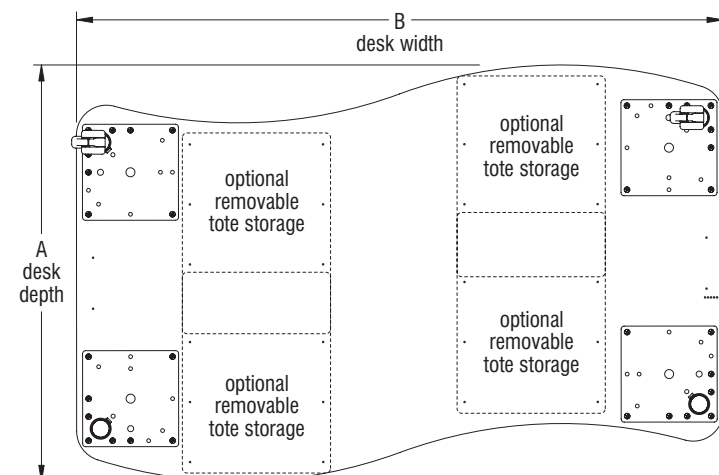 B
desk width
optional
removable
tote storage
optional
removable
tote storage
A
desk
depth
optional
removable
tote storage
optional
removable
tote storage